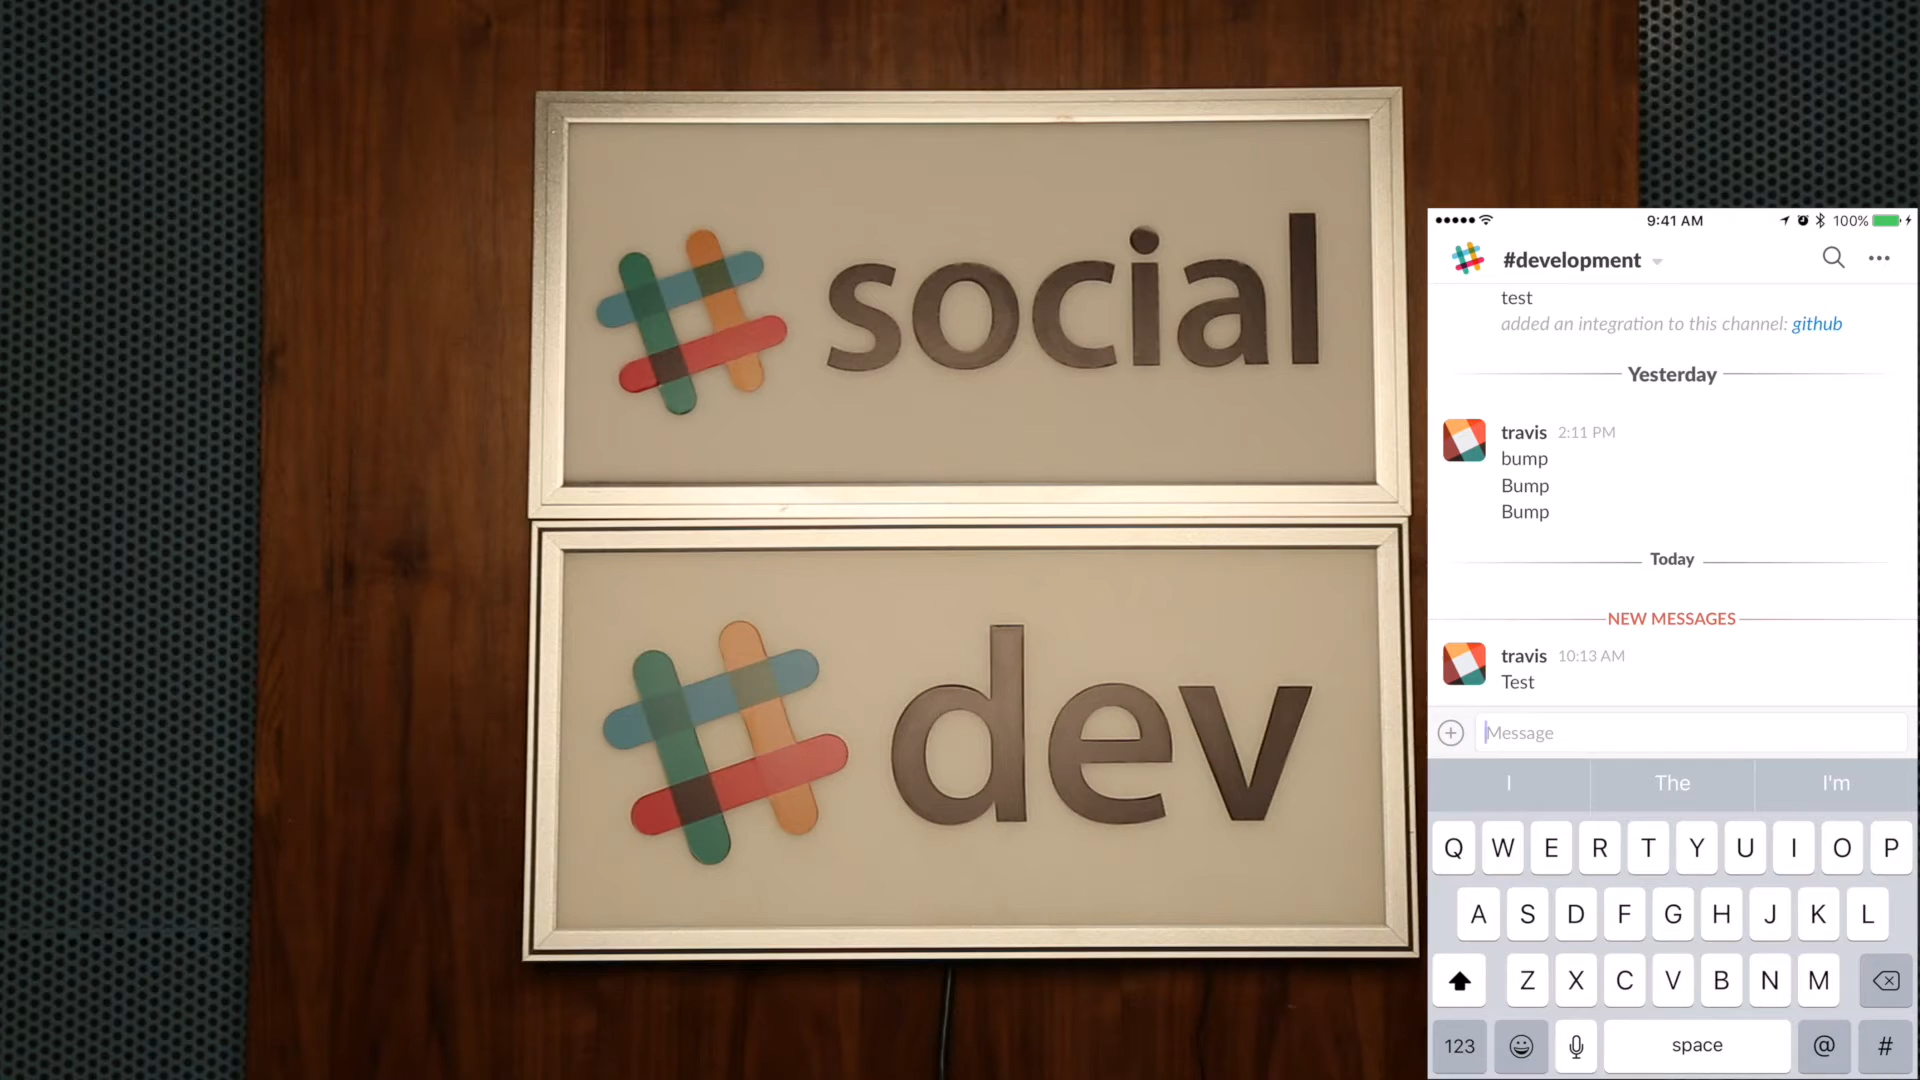 # social
# dev
9:41 AM
100%
#development
test
added an integration to this channel: github
Yesterday
travis 2:11 PM
bump
Bump
Bump
Today
NEW MESSAGES
travis 10:13 AM
Test
Message
I The I'm
Q W E R T Y U I O P
A S D F G H J K L
Z X C V B N M
123 space @ #